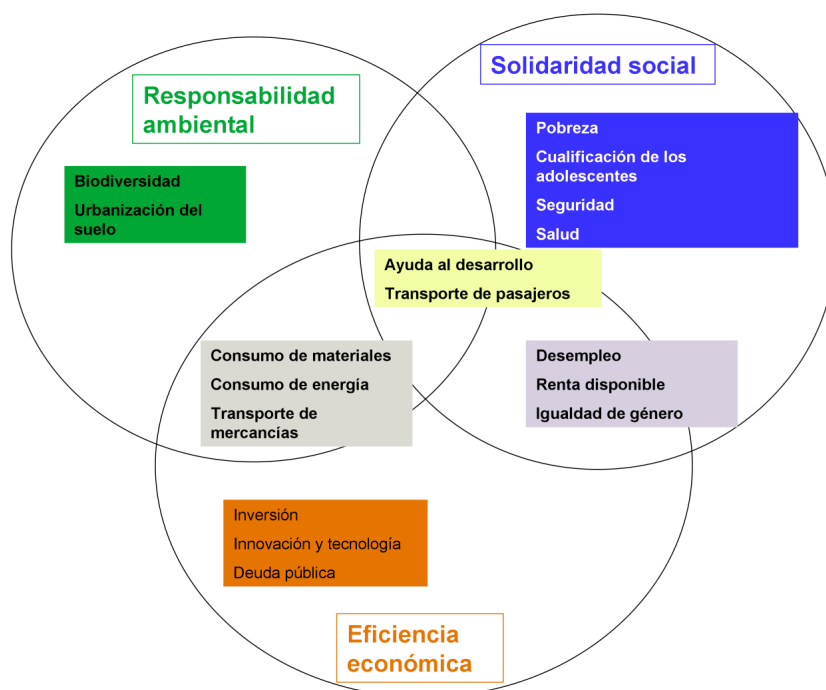 Solidaridad social
Responsabilidad
ambiental
Pobreza
Cualificación de los
adolescentes
Seguridad
Salud
Biodiversidad
Urbanización del
suelo
Ayuda al desarrollo
Transporte de pasajeros
Consumo de materiales
Consumo de energía
Transporte de
mercancías
Desempleo
Renta disponible
Igualdad de género
Inversión
Innovación y tecnología
Deuda pública
Eficiencia
económica